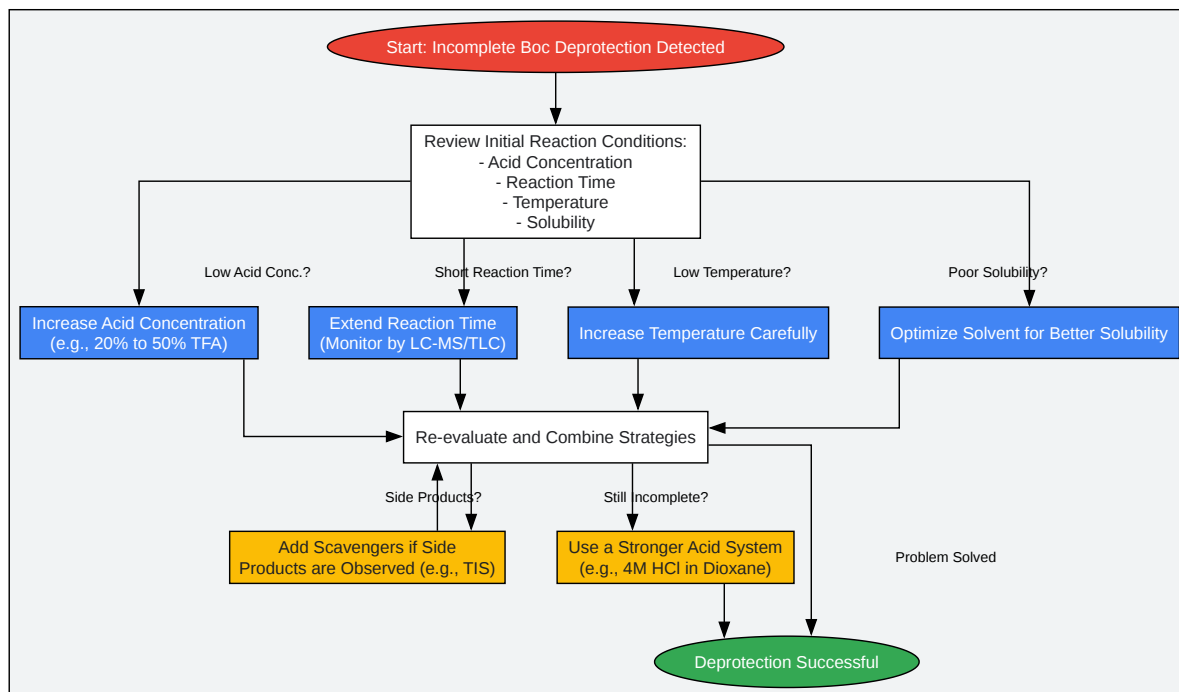 Start: Incomplete Boc Deprotection Detected
Review Initial Reaction Conditions:
- Acid Concentration
- Reaction Time
- Temperature
- Solubility
Low Acid Conc.?
Short Reaction Time?
Low Temperature?
Poor Solubility?
Increase Acid Concentration
(e.g., 20% to 50% TFA)
Extend Reaction Time
(Monitor by LC-MS/TLC)
Increase Temperature Carefully
Optimize Solvent for Better Solubility
Re-evaluate and Combine Strategies
Side Products?
Still Incomplete?
Add Scavengers if Side
Products are Observed (e.g., TIS)
Use a Stronger Acid System
(e.g., 4M HCl in Dioxane)
Problem Solved
Deprotection Successful